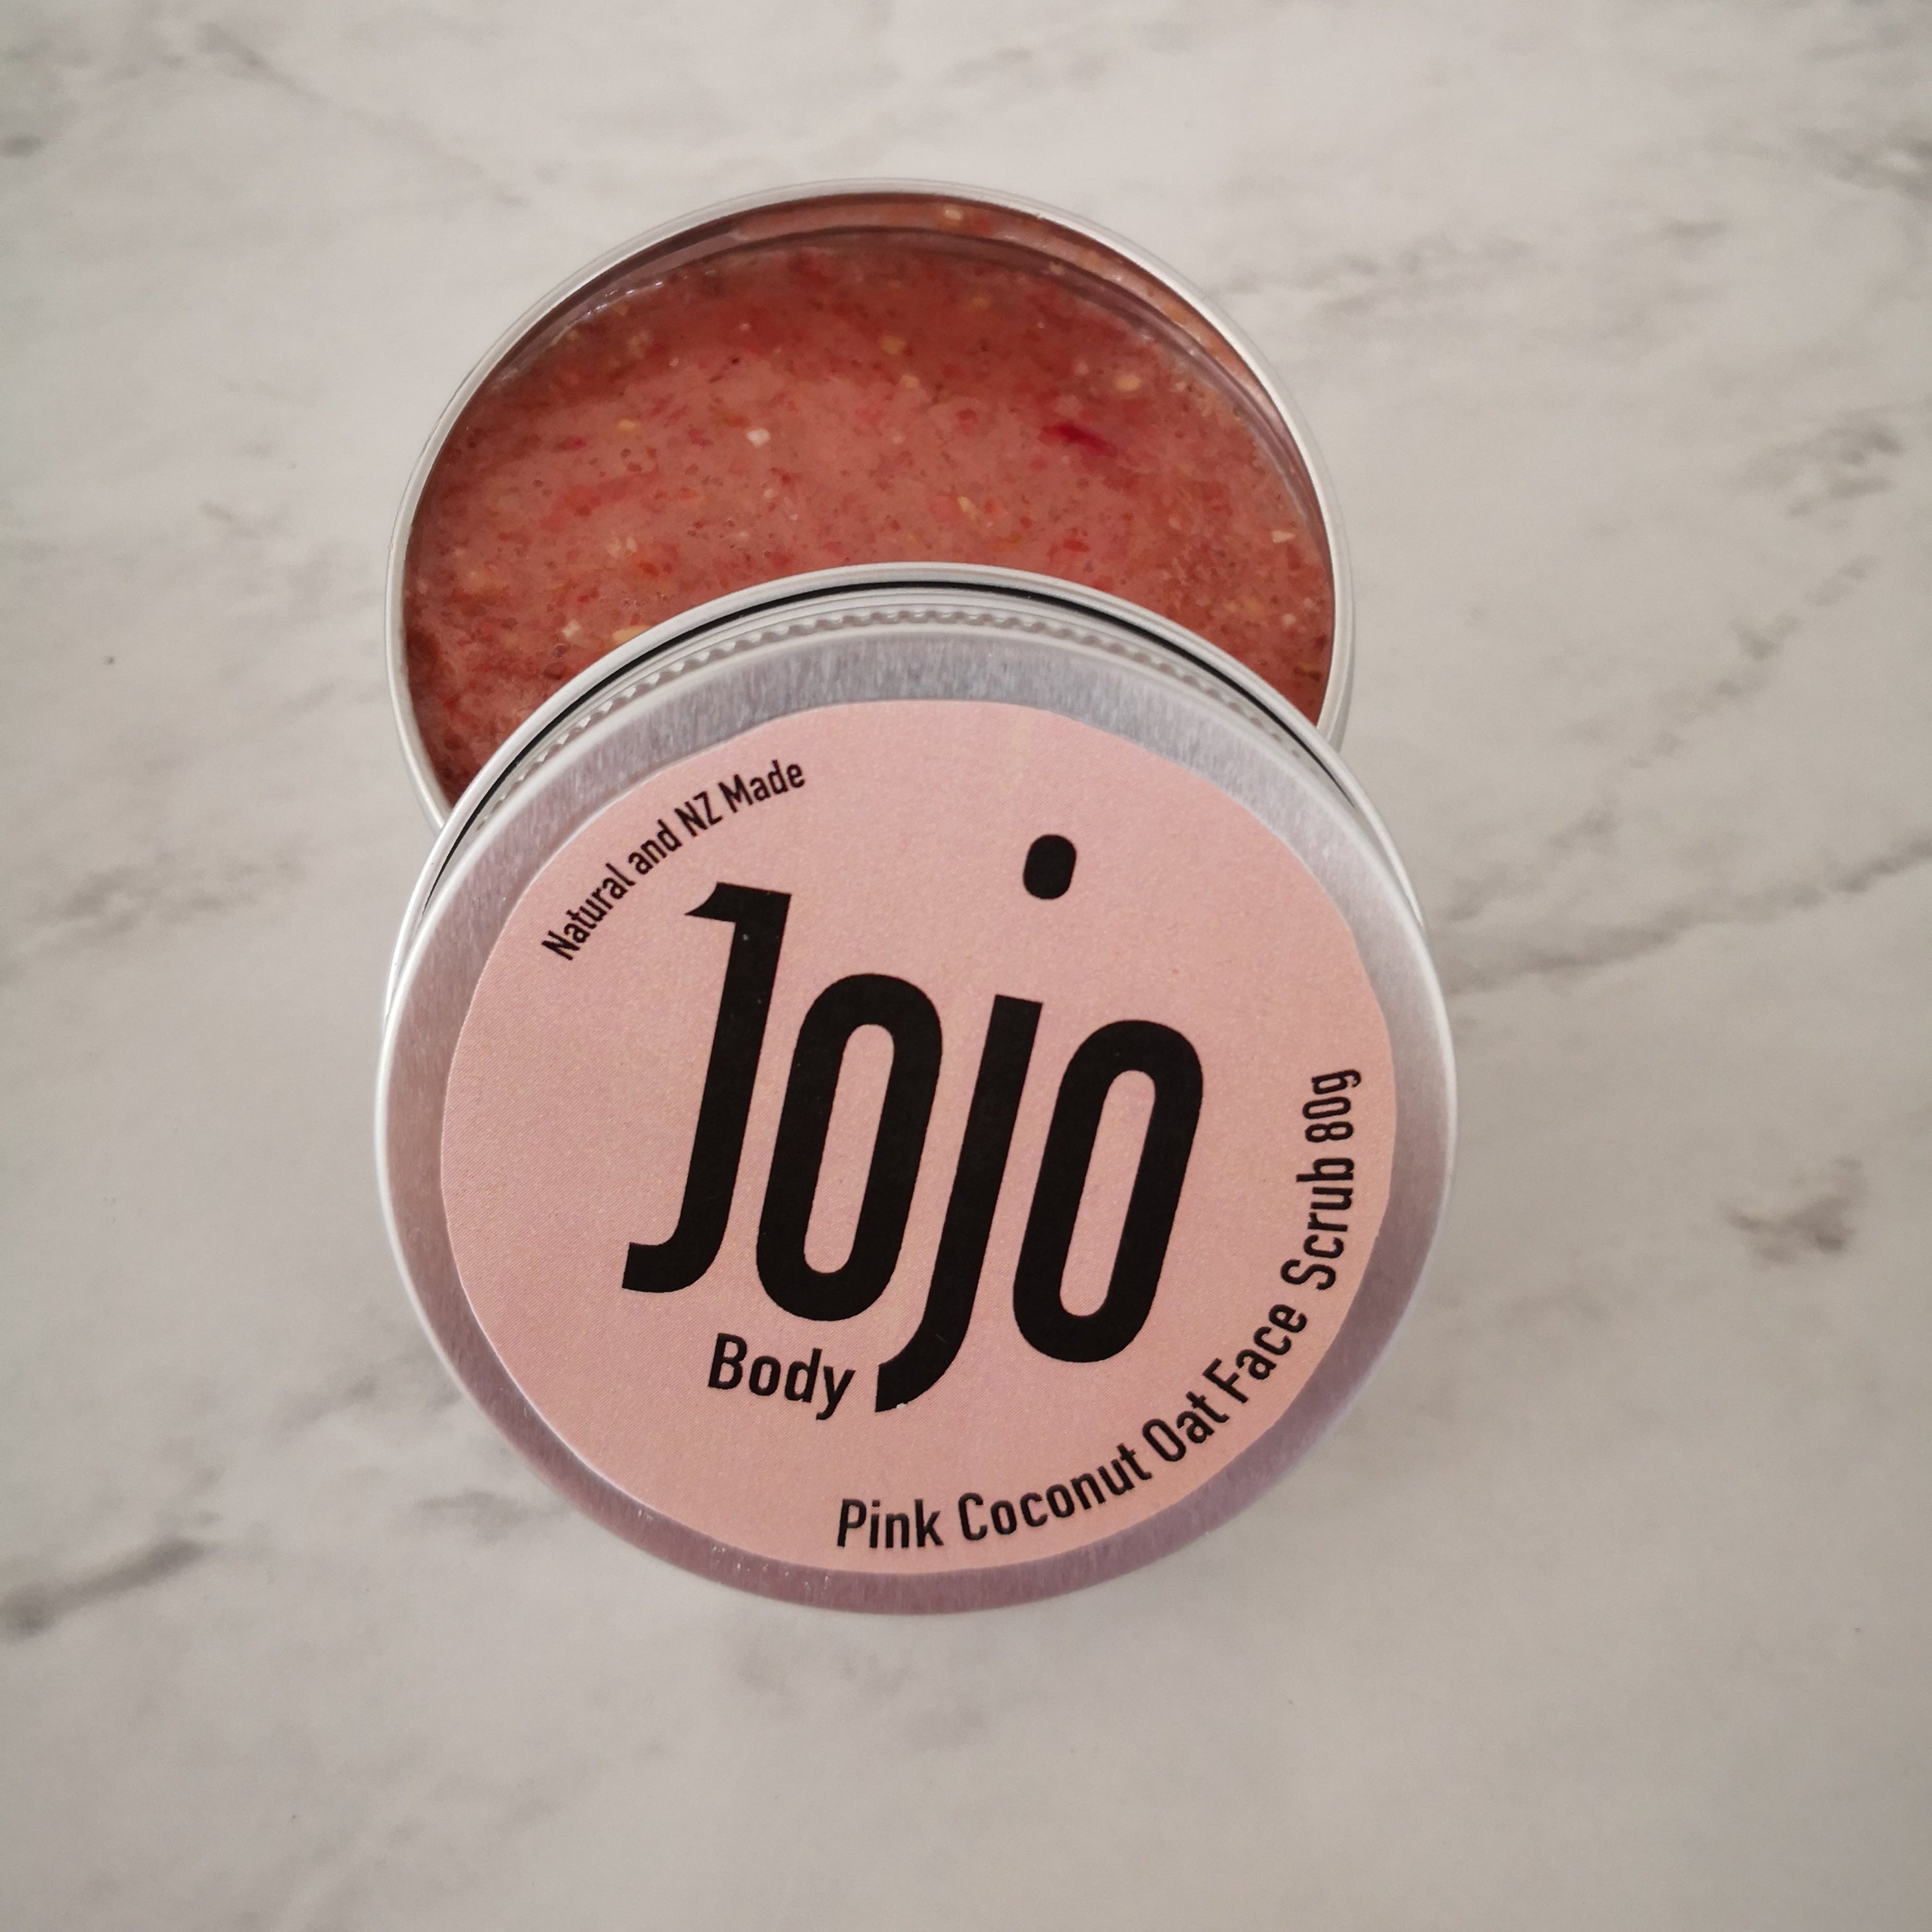 Natural and NZ Made
Jojo
Body
Pink Coconut Oat Face Scrub 80g